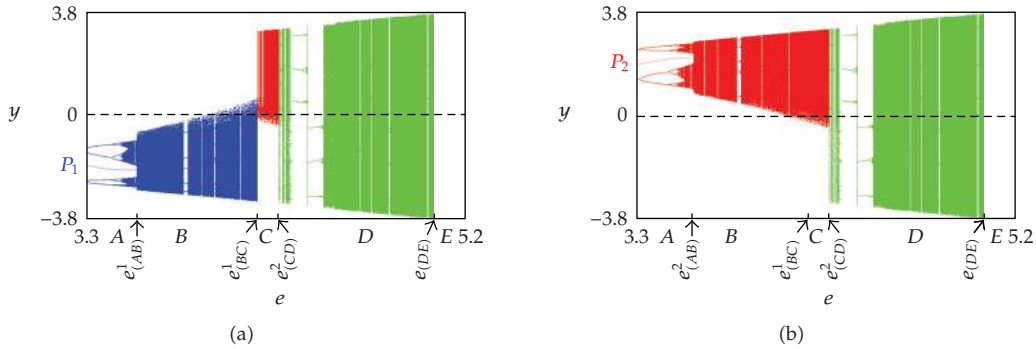 3.8
y
0
P₁
−3.8
3.3 A B C D E 5.2
e¹(AB) e¹(BC) e²(CD) e(DE)
e
(a)
3.8
P₂
y
0
−3.8
3.3 A B C D E 5.2
e²(AB) e¹(BC) e²(CD) e(DE)
e
(b)